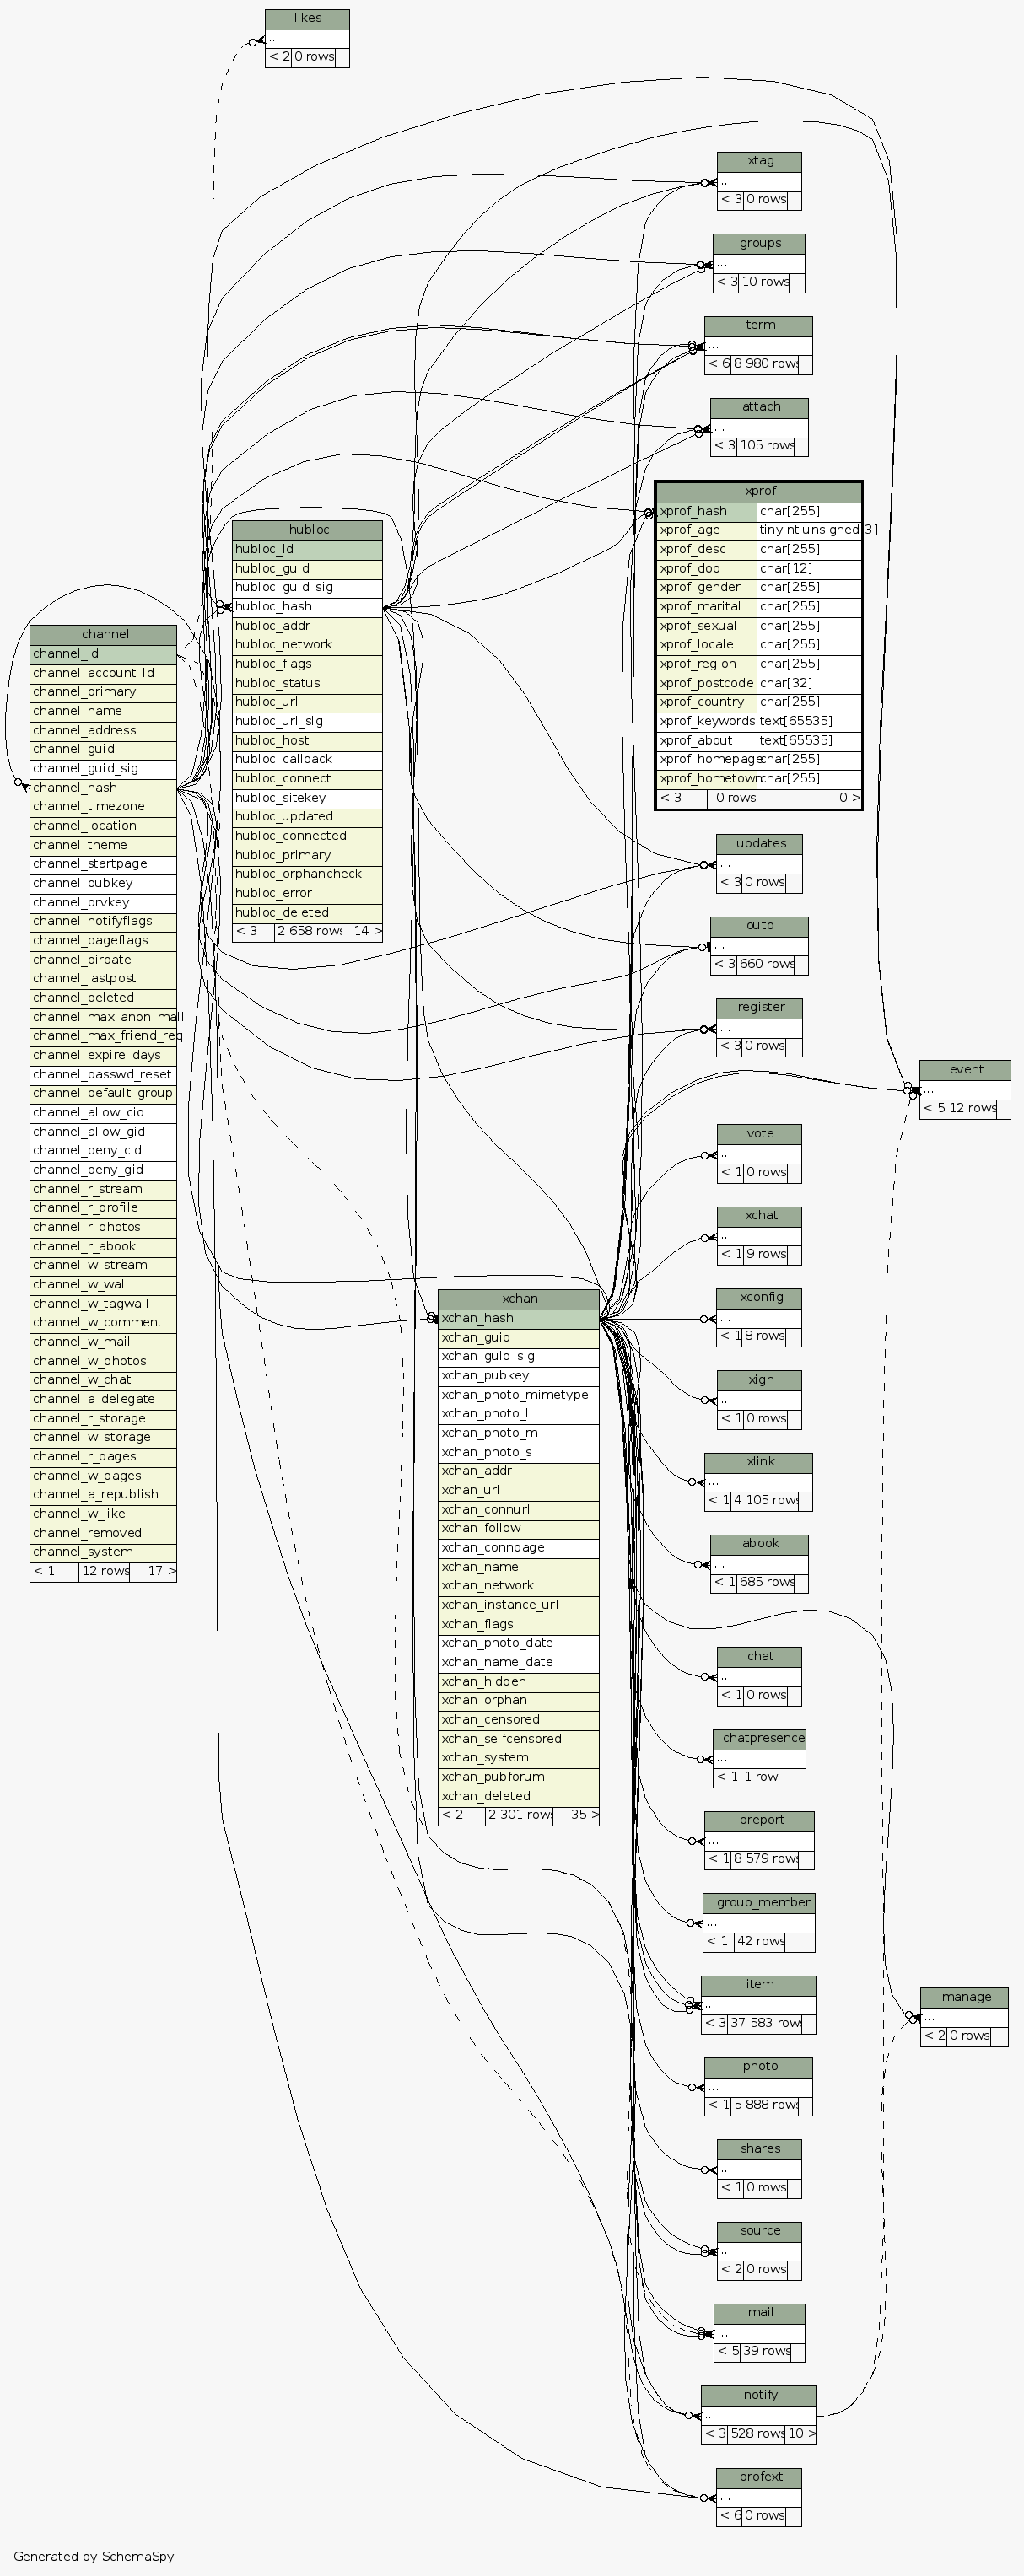 likes
...
< 2 0 rows
xtag
...
< 3 0 rows
groups
...
< 3 10 rows
term
...
< 6 8 980 rows
attach
...
< 3 105 rows
xprof
xprof_hash char[255]
xprof_age tinyint unsigned[3]
xprof_desc char[255]
xprof_dob char[12]
xprof_gender char[255]
xprof_marital char[255]
xprof_sexual char[255]
xprof_locale char[255]
xprof_region char[255]
xprof_postcode char[32]
xprof_country char[255]
xprof_keywords text[65535]
xprof_about text[65535]
xprof_homepage char[255]
xprof_hometown char[255]
< 3 0 rows 0 >
hubloc
hubloc_id
hubloc_guid
hubloc_guid_sig
hubloc_hash
hubloc_addr
hubloc_network
hubloc_flags
hubloc_status
hubloc_url
hubloc_url_sig
hubloc_host
hubloc_callback
hubloc_connect
hubloc_sitekey
hubloc_updated
hubloc_connected
hubloc_primary
hubloc_orphancheck
hubloc_error
hubloc_deleted
< 3 2 658 rows 14 >
channel
channel_id
channel_account_id
channel_primary
channel_name
channel_address
channel_guid
channel_guid_sig
channel_hash
channel_timezone
channel_location
channel_theme
channel_startpage
channel_pubkey
channel_prvkey
channel_notifyflags
channel_pageflags
channel_dirdate
channel_lastpost
channel_deleted
channel_max_anon_mail
channel_max_friend_req
channel_expire_days
channel_passwd_reset
channel_default_group
channel_allow_cid
channel_allow_gid
channel_deny_cid
channel_deny_gid
channel_r_stream
channel_r_profile
channel_r_photos
channel_r_abook
channel_w_stream
channel_w_wall
channel_w_tagwall
channel_w_comment
channel_w_mail
channel_w_photos
channel_w_chat
channel_a_delegate
channel_r_storage
channel_w_storage
channel_r_pages
channel_w_pages
channel_a_republish
channel_w_like
channel_removed
channel_system
< 1 12 rows 17 >
updates
...
< 3 0 rows
outq
...
< 3 660 rows
register
...
< 3 0 rows
event
...
< 5 12 rows
vote
...
< 1 0 rows
xchat
...
< 1 9 rows
xchan
xchan_hash
xchan_guid
xchan_guid_sig
xchan_pubkey
xchan_photo_mimetype
xchan_photo_l
xchan_photo_m
xchan_photo_s
xchan_addr
xchan_url
xchan_connurl
xchan_follow
xchan_connpage
xchan_name
xchan_network
xchan_instance_url
xchan_flags
xchan_photo_date
xchan_name_date
xchan_hidden
xchan_orphan
xchan_censored
xchan_selfcensored
xchan_system
xchan_pubforum
xchan_deleted
< 2 2 301 rows 35 >
xconfig
...
< 1 8 rows
xign
...
< 1 0 rows
xlink
...
< 1 4 105 rows
abook
...
< 1 685 rows
chat
...
< 1 0 rows
chatpresence
...
< 1 1 row
dreport
...
< 1 8 579 rows
group_member
...
< 1 42 rows
item
...
< 3 37 583 rows
manage
...
< 2 0 rows
photo
...
< 1 5 888 rows
shares
...
< 1 0 rows
source
...
< 2 0 rows
mail
...
< 5 39 rows
notify
...
< 3 528 rows 10 >
profext
...
< 6 0 rows
Generated by SchemaSpy